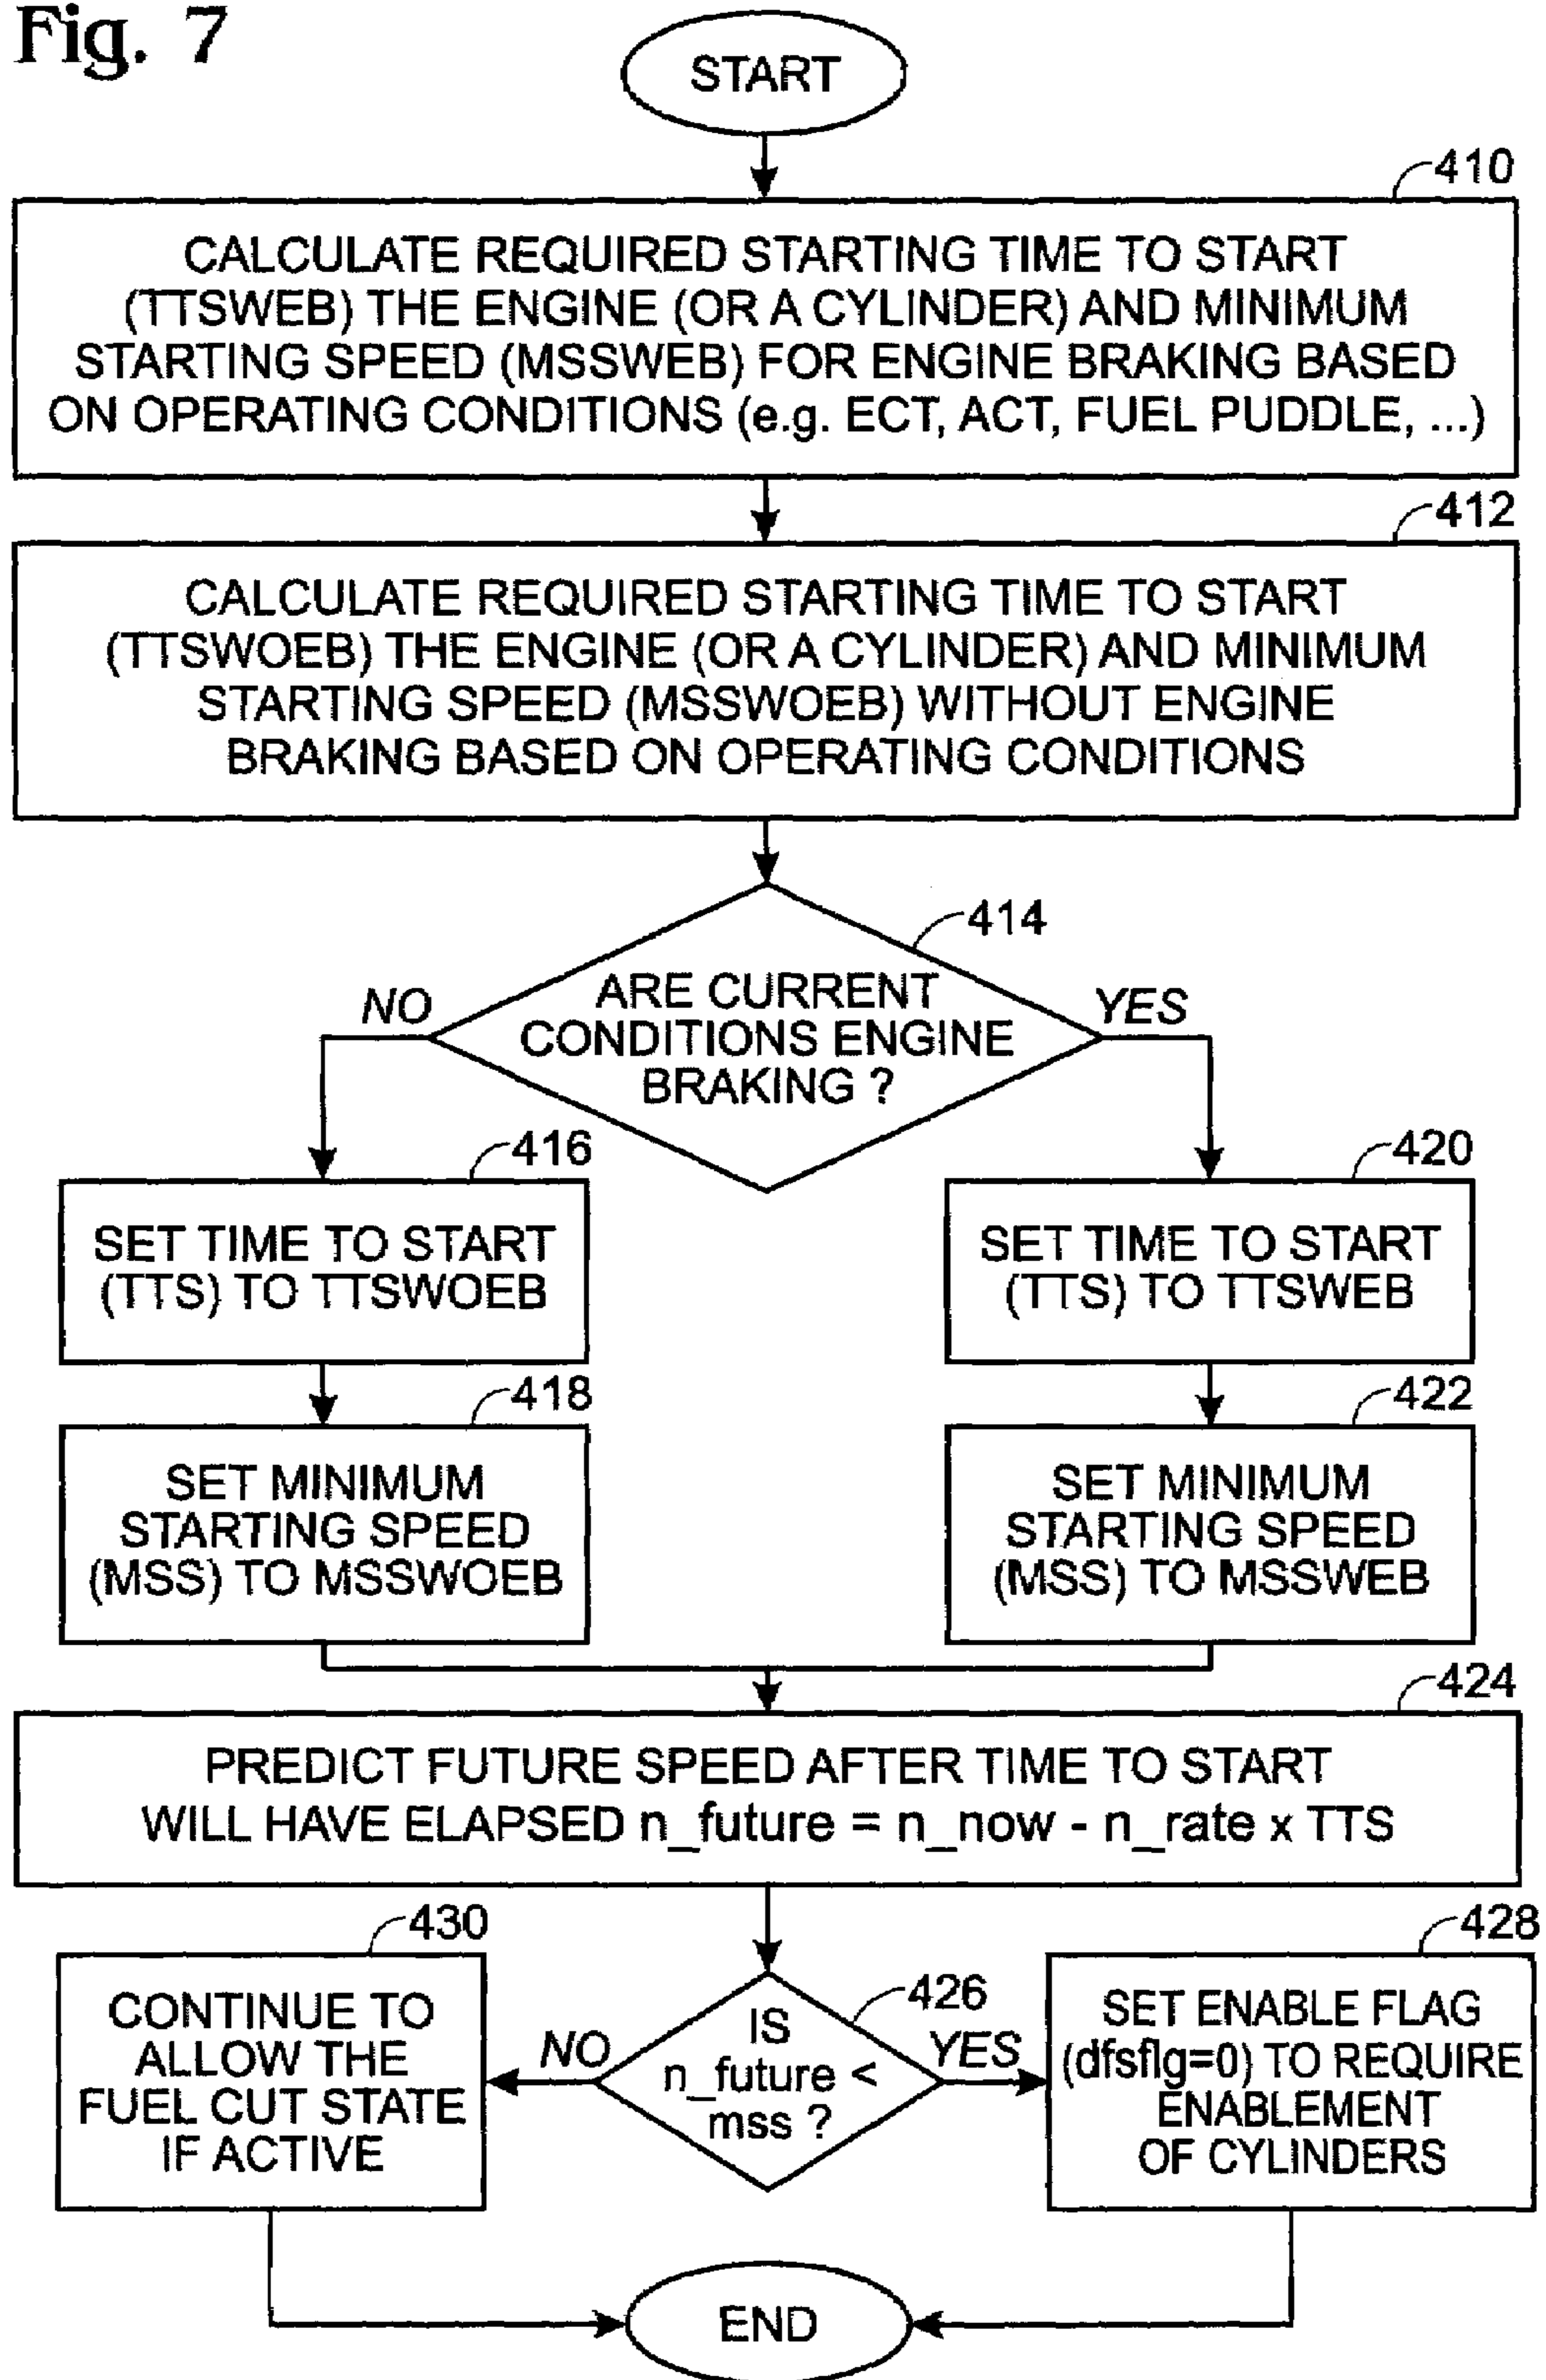 Fig. 7
START
410
CALCULATE REQUIRED STARTING TIME TO START
(TTSWEB) THE ENGINE (OR A CYLINDER) AND MINIMUM
STARTING SPEED (MSSWEB) FOR ENGINE BRAKING BASED
ON OPERATING CONDITIONS (e.g. ECT, ACT, FUEL PUDDLE, ...)
412
CALCULATE REQUIRED STARTING TIME TO START
(TTSWOEB) THE ENGINE (OR A CYLINDER) AND MINIMUM
STARTING SPEED (MSSWOEB) WITHOUT ENGINE
BRAKING BASED ON OPERATING CONDITIONS
414
ARE CURRENT
CONDITIONS ENGINE
BRAKING ?
NO
YES
416
SET TIME TO START
(TTS) TO TTSWOEB
420
SET TIME TO START
(TTS) TO TTSWEB
418
SET MINIMUM
STARTING SPEED
(MSS) TO MSSWOEB
422
SET MINIMUM
STARTING SPEED
(MSS) TO MSSWEB
424
PREDICT FUTURE SPEED AFTER TIME TO START
WILL HAVE ELAPSED n_future = n_now - n_rate x TTS
430
CONTINUE TO
ALLOW THE
FUEL CUT STATE
IF ACTIVE
NO
426
IS
n_future <
mss ?
YES
428
SET ENABLE FLAG
(dfsflg=0) TO REQUIRE
ENABLEMENT
OF CYLINDERS
END